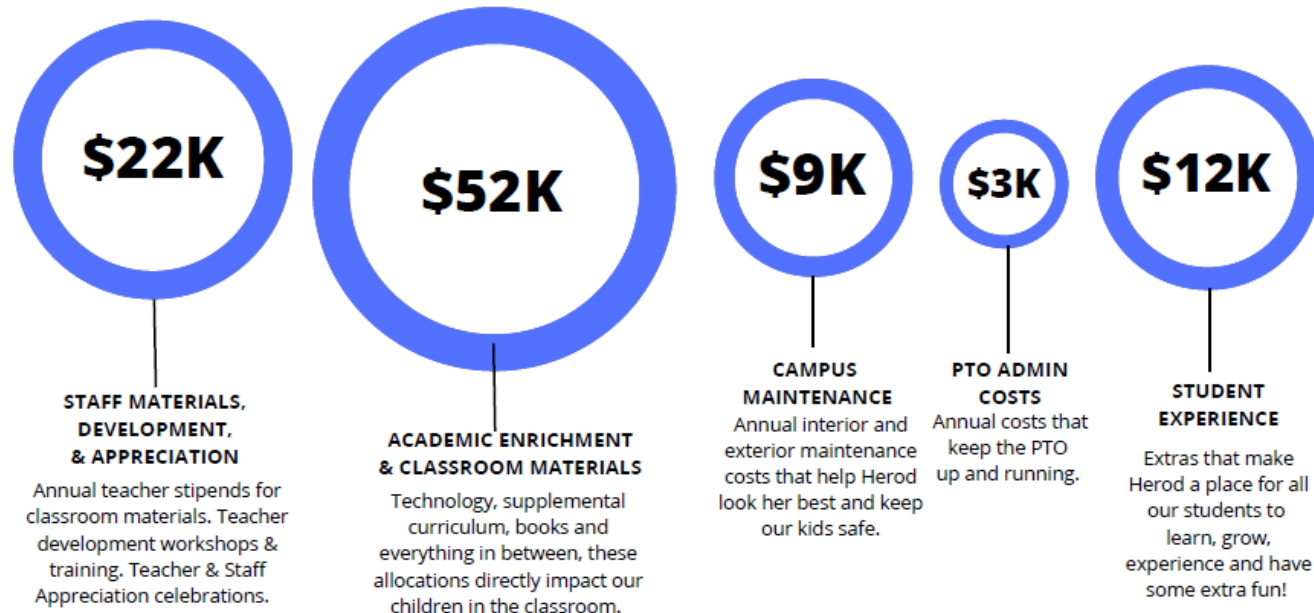 $22K
STAFF MATERIALS,
DEVELOPMENT,
& APPRECIATION
Annual teacher stipends for
classroom materials. Teacher
development workshops &
training. Teacher & Staff
Appreciation celebrations.
$52K
ACADEMIC ENRICHMENT
& CLASSROOM MATERIALS
Technology, supplemental
curriculum, books and
everything in between, these
allocations directly impact our
children in the classroom.
$9K
CAMPUS
MAINTENANCE
Annual interior and
exterior maintenance
costs that help Herod
look her best and keep
our kids safe.
$3K
PTO ADMIN
COSTS
Annual costs that
keep the PTO
up and running.
$12K
STUDENT
EXPERIENCE
Extras that make
Herod a place for all
our students to
learn, grow,
experience and have
some extra fun!